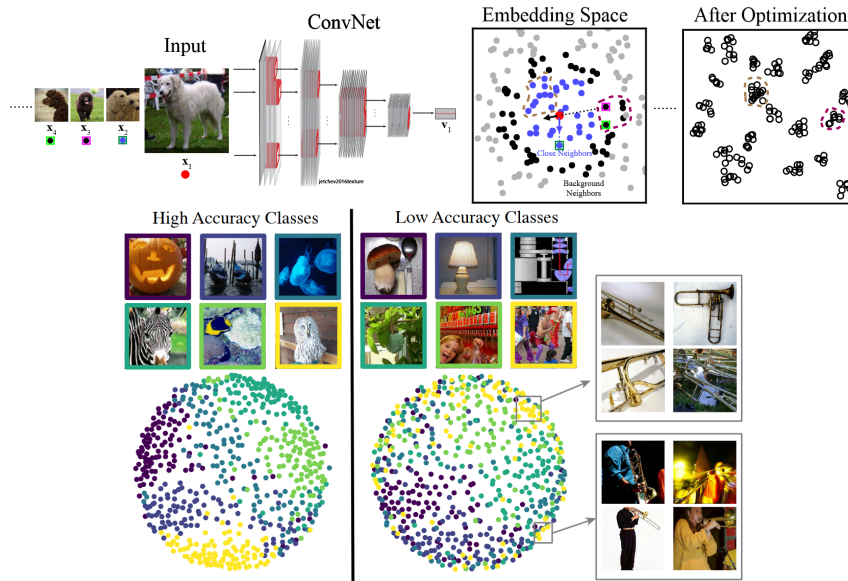 ConvNet
Input
Embedding Space
After Optimization
x4
x3
x2
x1
v1
jetchev2016texture
Close Neighbors
Background
Neighbors
High Accuracy Classes
Low Accuracy Classes